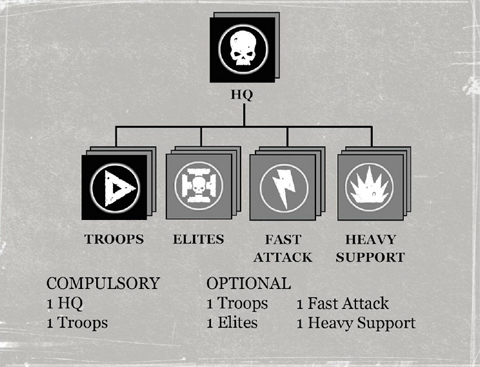 HQ
TROOPS
ELITES
FAST ATTACK
HEAVY SUPPORT
COMPULSORY
1 HQ
1 Troops
OPTIONAL
1 Troops
1 Elites
1 Fast Attack
1 Heavy Support